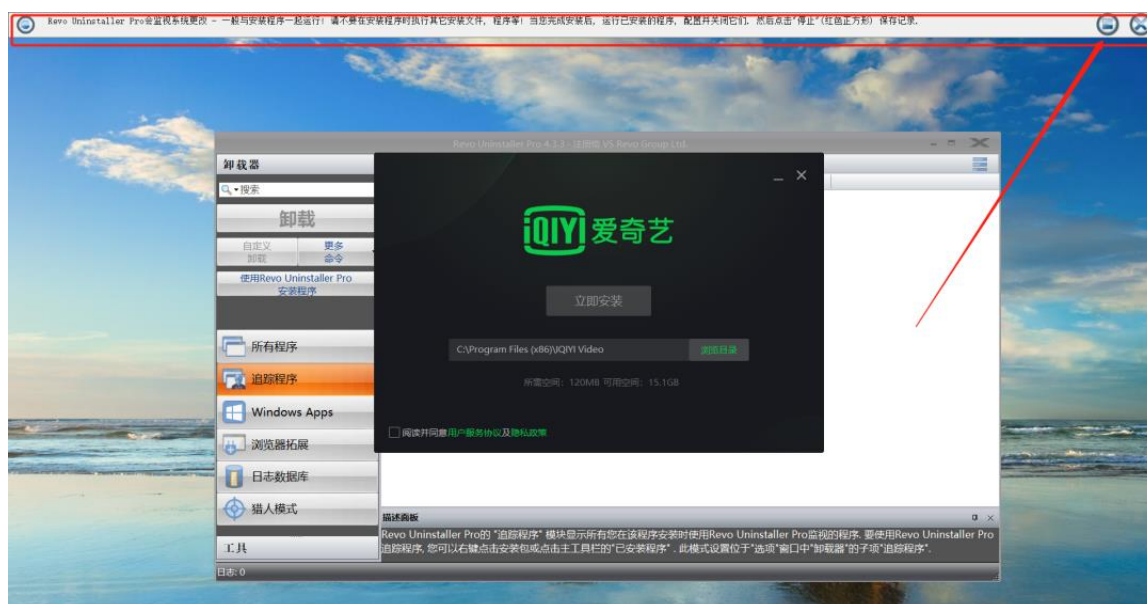 Revo Uninstaller Pro会监视系统更改 - 一般与安装程序一起运行! 请不要在安装程序时执行其它安装文件, 程序等! 当您完成安装后, 运行已安装的程序, 配置并关闭它们. 然后点击'停止'(红色正方形) 保存记录.
Revo Uninstaller Pro 4.1.3 - 注册给 VS Revo Group Ltd.
卸载器
搜索
卸载
自定义 更多
卸载 命令
使用Revo Uninstaller Pro
安装程序
所有程序
追踪程序
Windows Apps
浏览器拓展
日志数据库
猎人模式
工具
日志: 0
iQIYI 爱奇艺
立即安装
C:\Program Files (x86)\IQIYI Video 浏览目录
所需空间: 120MB 可用空间: 15.1GB
阅读并同意用户服务协议及隐私政策
描述面板
Revo Uninstaller Pro的 "追踪程序" 模块显示所有您在该程序安装时使用Revo Uninstaller Pro监视的程序. 要使用Revo Uninstaller Pro
追踪程序, 您可以右键点击安装包或点击主工具栏的"已安装程序" . 此模式设置位于"选项"窗口中"卸载器"的子项"追踪程序".